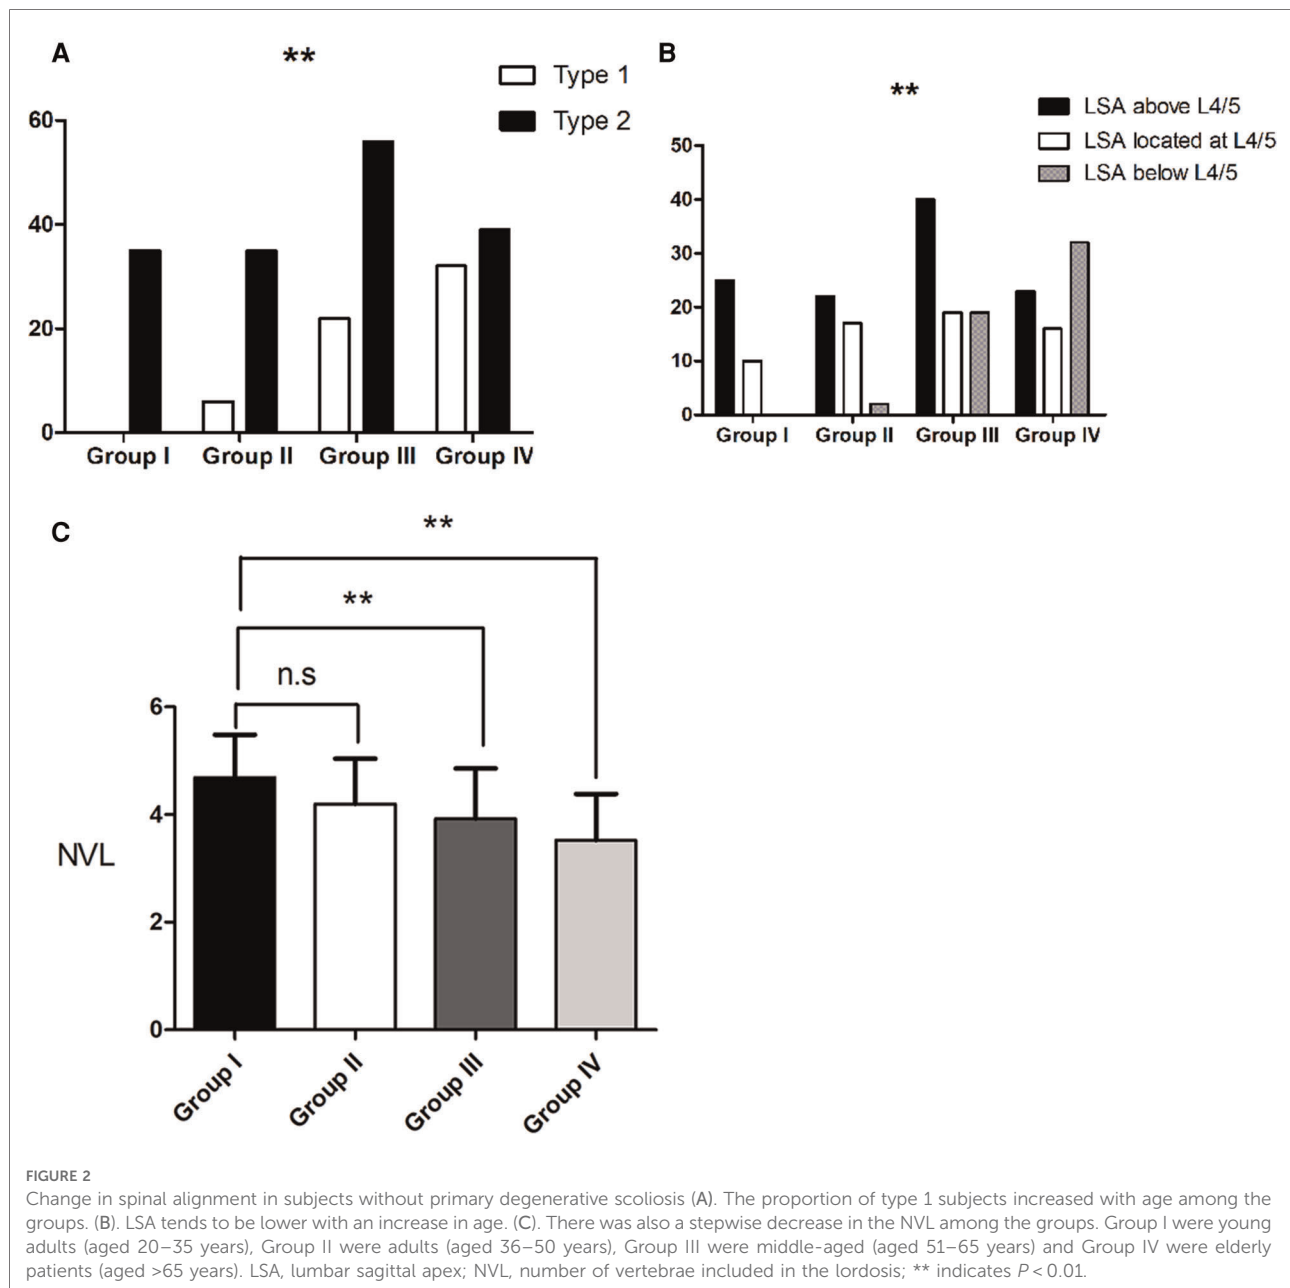 A
**
Type 1
Type 2
60
40
20
0
Group I
Group II
Group III
Group IV
B
**
LSA above L4/5
LSA located at L4/5
LSA below L4/5
50
40
30
20
10
0
Group I
Group II
Group III
Group IV
C
**
**
n.s
6
4
2
0
NVL
Group I
Group II
Group III
Group IV
FIGURE 2
Change in spinal alignment in subjects without primary degenerative scoliosis (A). The proportion of type 1 subjects increased with age among the
groups. (B). LSA tends to be lower with an increase in age. (C). There was also a stepwise decrease in the NVL among the groups. Group I were young
adults (aged 20–35 years), Group II were adults (aged 36–50 years), Group III were middle-aged (aged 51–65 years) and Group IV were elderly
patients (aged >65 years). LSA, lumbar sagittal apex; NVL, number of vertebrae included in the lordosis; ** indicates P < 0.01.